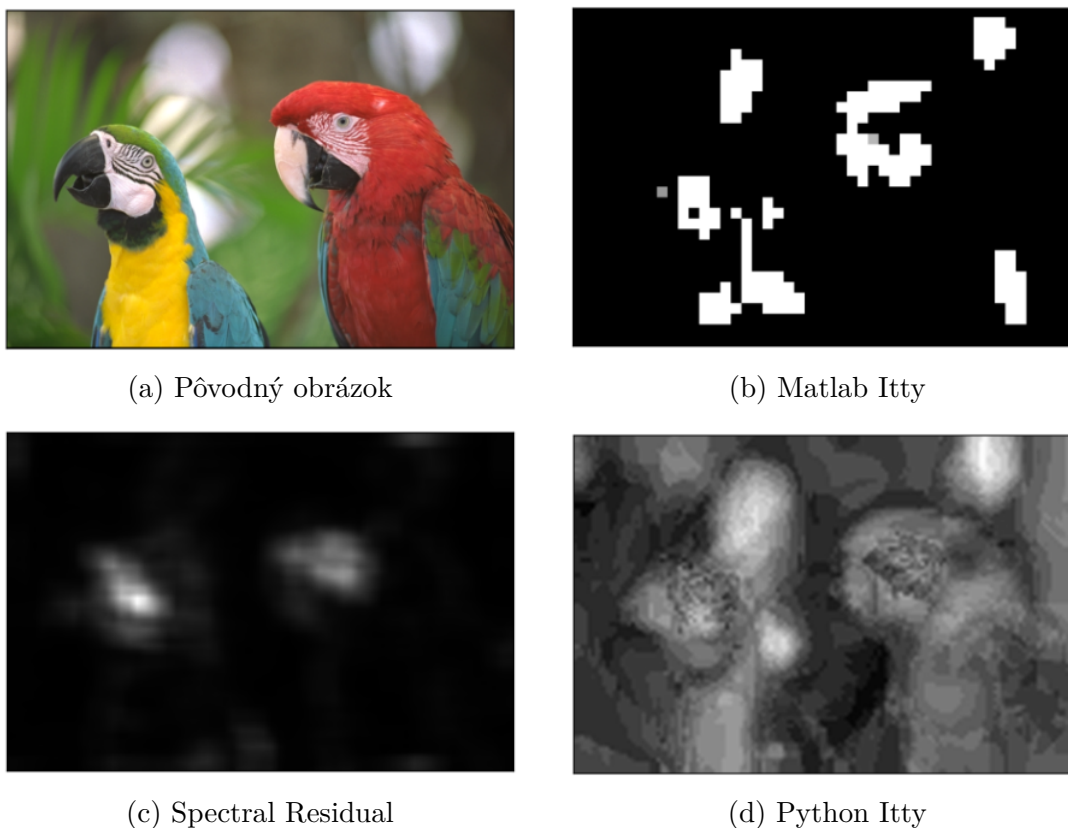 (a) Pôvodný obrázok
(b) Matlab Itty
(c) Spectral Residual
(d) Python Itty